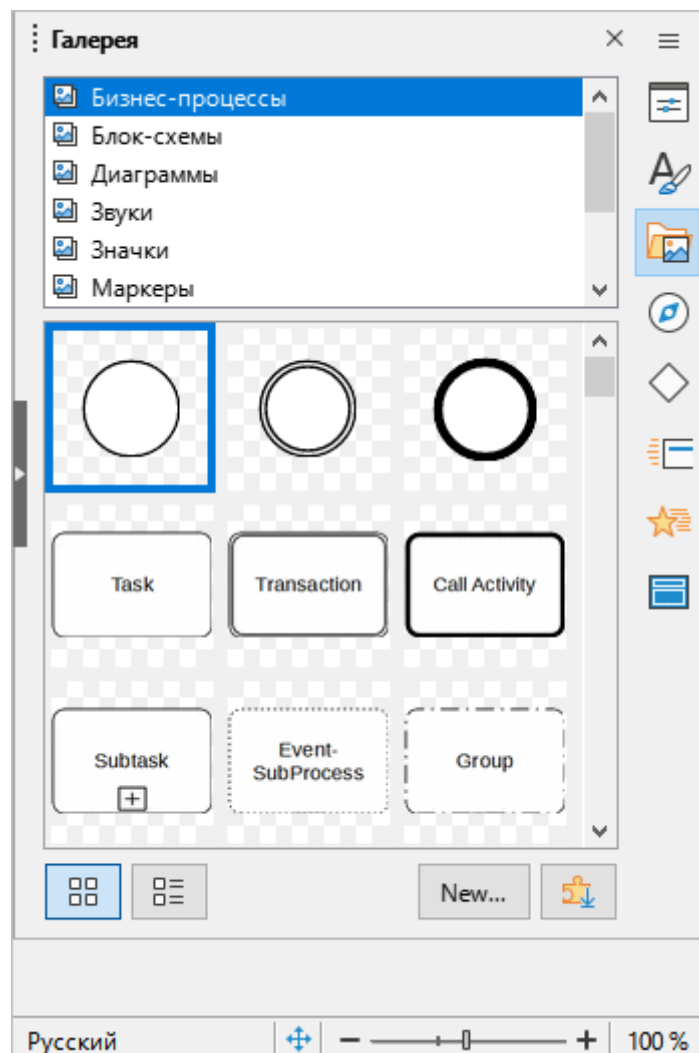 Галерея
Бизнес-процессы
Блок-схемы
Диаграммы
Звуки
Значки
Маркеры
Task
Transaction
Call Activity
Subtask
Event-
SubProcess
Group
New...
Русский
100 %